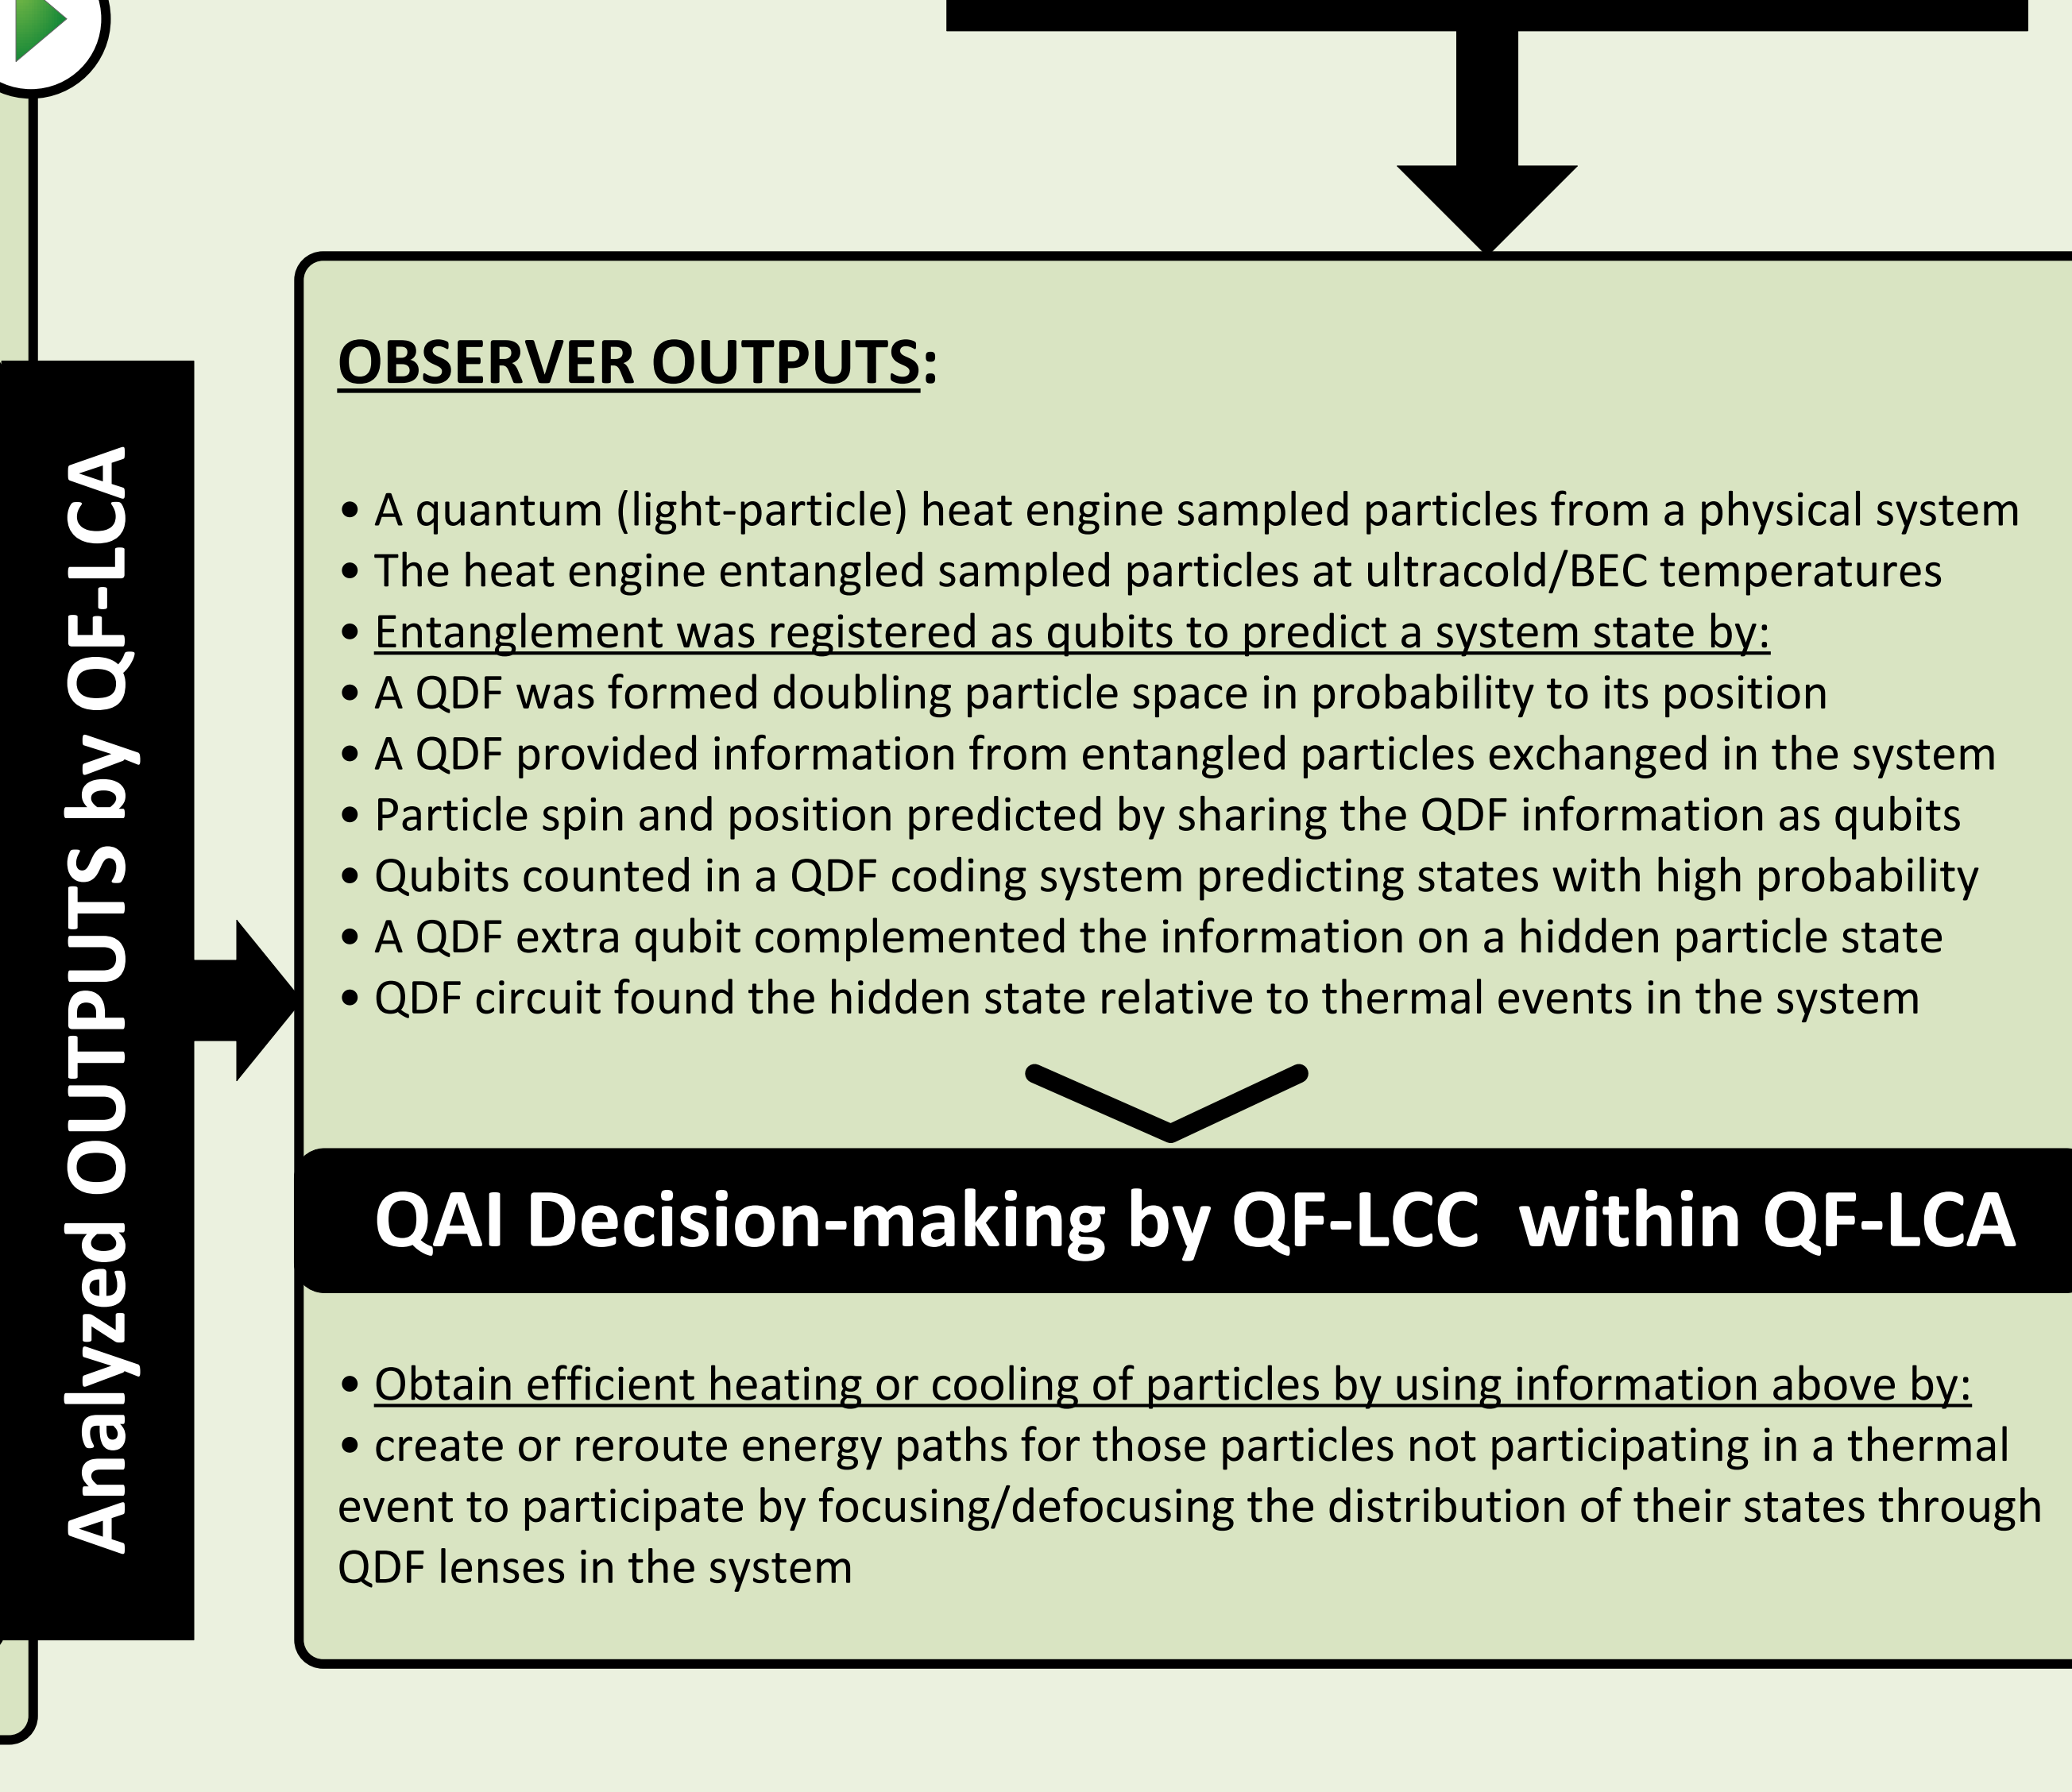 Analyzed OUTPUTS by QF-LCA
OBSERVER OUTPUTS:
• A quantum (light-particle) heat engine sampled particles from a physical system
• The heat engine entangled sampled particles at ultracold/BEC temperatures
• Entanglement was registered as qubits to predict a system state by:
• A QDF was formed doubling particle space in probability to its position
• A QDF provided information from entangled particles exchanged in the system
• Particle spin and position predicted by sharing the QDF information as qubits
• Qubits counted in a QDF coding system predicting states with high probability
• A QDF extra qubit complemented the information on a hidden particle state
• QDF circuit found the hidden state relative to thermal events in the system
QAI Decision-making by QF-LCC within QF-LCA
• Obtain efficient heating or cooling of particles by using information above by:
• create or reroute energy paths for those particles not participating in a thermal
event to participate by focusing/defocusing the distribution of their states through
QDF lenses in the system